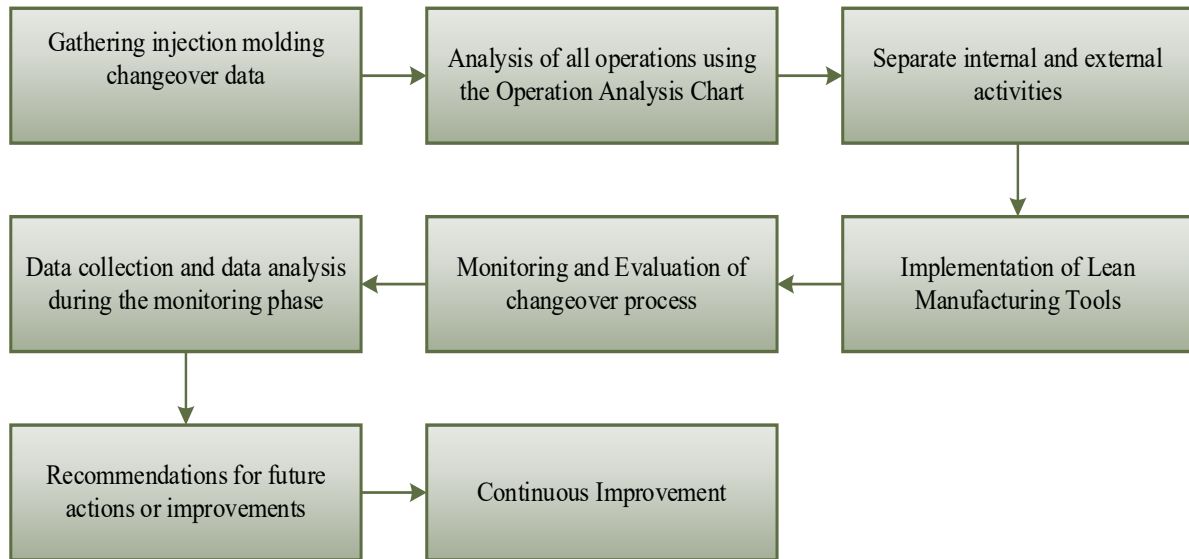 Gathering injection molding
changeover data
Analysis of all operations using
the Operation Analysis Chart
Separate internal and external
activities
Implementation of Lean
Manufacturing Tools
Monitoring and Evaluation of
changeover process
Data collection and data analysis
during the monitoring phase
Recommendations for future
actions or improvements
Continuous Improvement